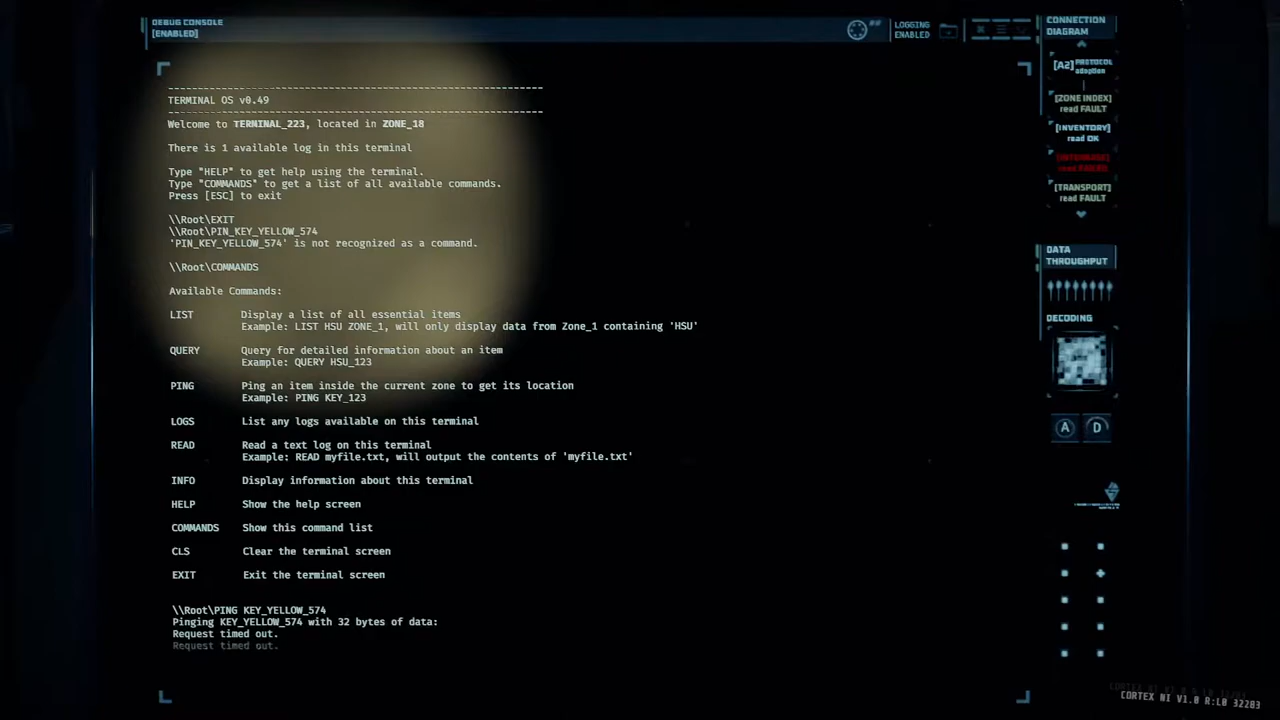 DEBUG CONSOLE
[ENABLED]
LOGGING
ENABLED
CONNECTION
DIAGRAM
[A2] PROTOCOL
adoption
[ZONE INDEX]
read FAULT
[INVENTORY]
read OK
read FAILED
[TRANSPORT]
read FAULT
DATA
THROUGHPUT
DECODING
A D
--------------------------------------------------------------
TERMINAL OS v0.49
--------------------------------------------------------------
Welcome to TERMINAL_223, located in ZONE_18
There is 1 available log in this terminal
Type "HELP" to get help using the terminal.
Type "COMMANDS" to get a list of all available commands.
Press [ESC] to exit
\\Root\EXIT
\\Root\PIN_KEY_YELLOW_574
'PIN_KEY_YELLOW_574' is not recognized as a command.
\\Root\COMMANDS
Available Commands:
LIST Display a list of all essential items
Example: LIST HSU ZONE_1, will only display data from Zone_1 containing 'HSU'
QUERY Query for detailed information about an item
Example: QUERY HSU_123
PING Ping an item inside the current zone to get its location
Example: PING KEY_123
LOGS List any logs available on this terminal
READ Read a text log on this terminal
Example: READ myfile.txt, will output the contents of 'myfile.txt'
INFO Display information about this terminal
HELP Show the help screen
COMMANDS Show this command list
CLS Clear the terminal screen
EXIT Exit the terminal screen
\\Root\PING KEY_YELLOW_574
Pinging KEY_YELLOW_574 with 32 bytes of data:
Request timed out.
Request timed out.
CORTEX NI V1.0 R:L0 32283